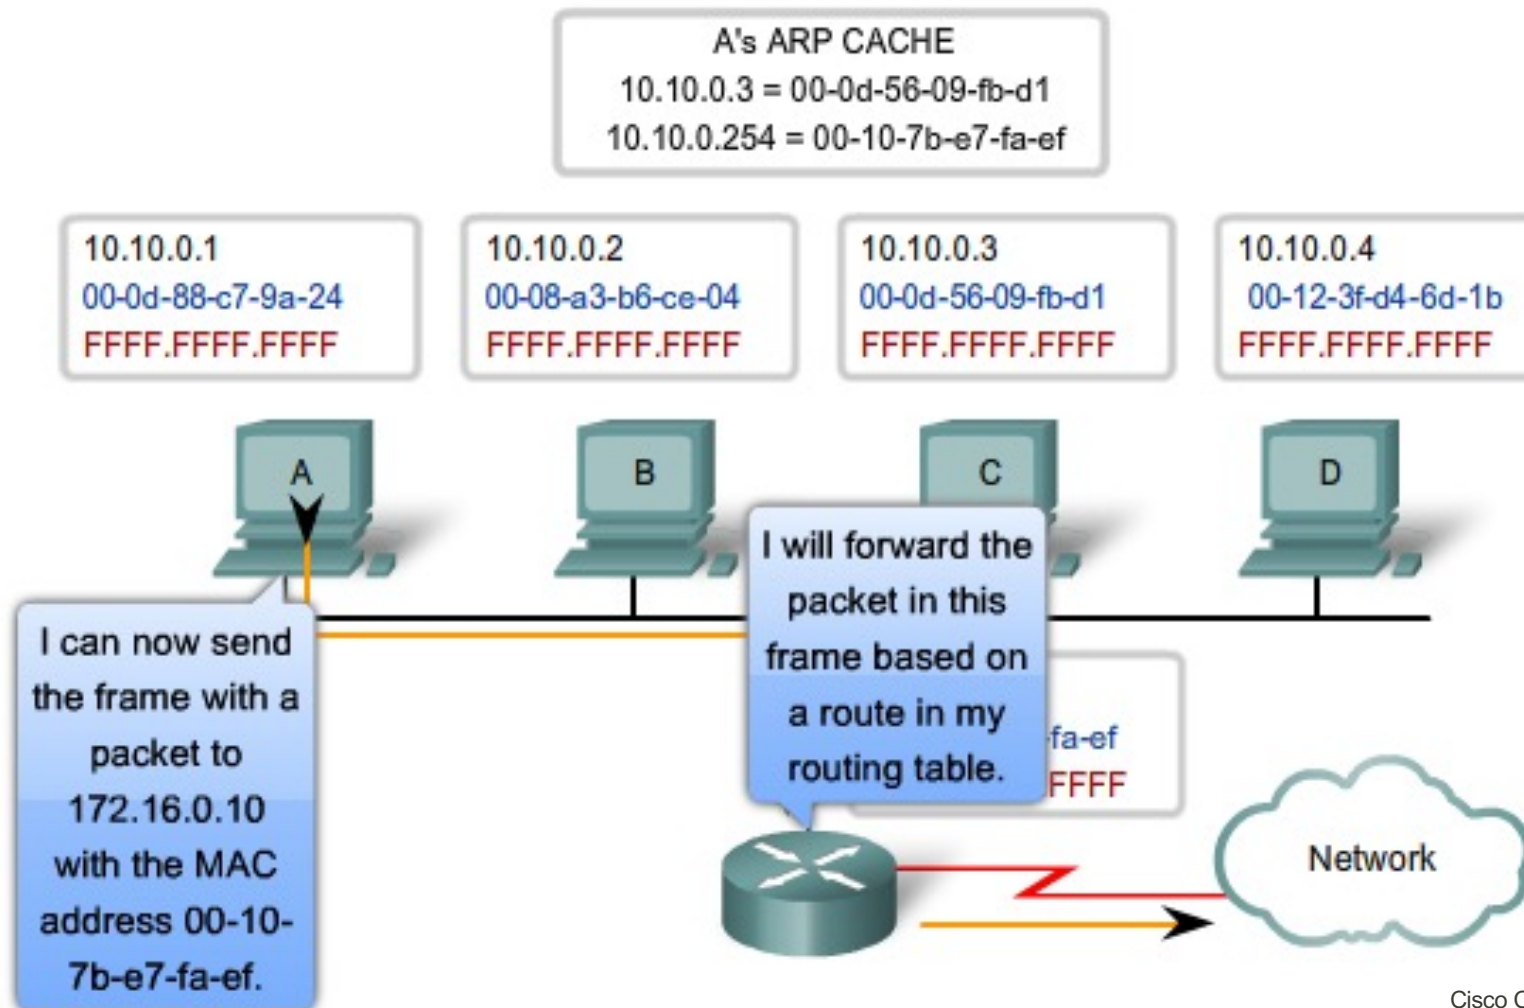 A's ARP CACHE
10.10.0.3 = 00-0d-56-09-fb-d1
10.10.0.254 = 00-10-7b-e7-fa-ef
10.10.0.1
00-0d-88-c7-9a-24
FFFF.FFFF.FFFF
10.10.0.2
00-08-a3-b6-ce-04
FFFF.FFFF.FFFF
10.10.0.3
00-0d-56-09-fb-d1
FFFF.FFFF.FFFF
10.10.0.4
00-12-3f-d4-6d-1b
FFFF.FFFF.FFFF
A
B
C
D
I can now send
the frame with a
packet to
172.16.0.10
with the MAC
address 00-10-
7b-e7-fa-ef.
I will forward the
packet in this
frame based on
a route in my
routing table.
-fa-ef
FFFF
Network
Cisco